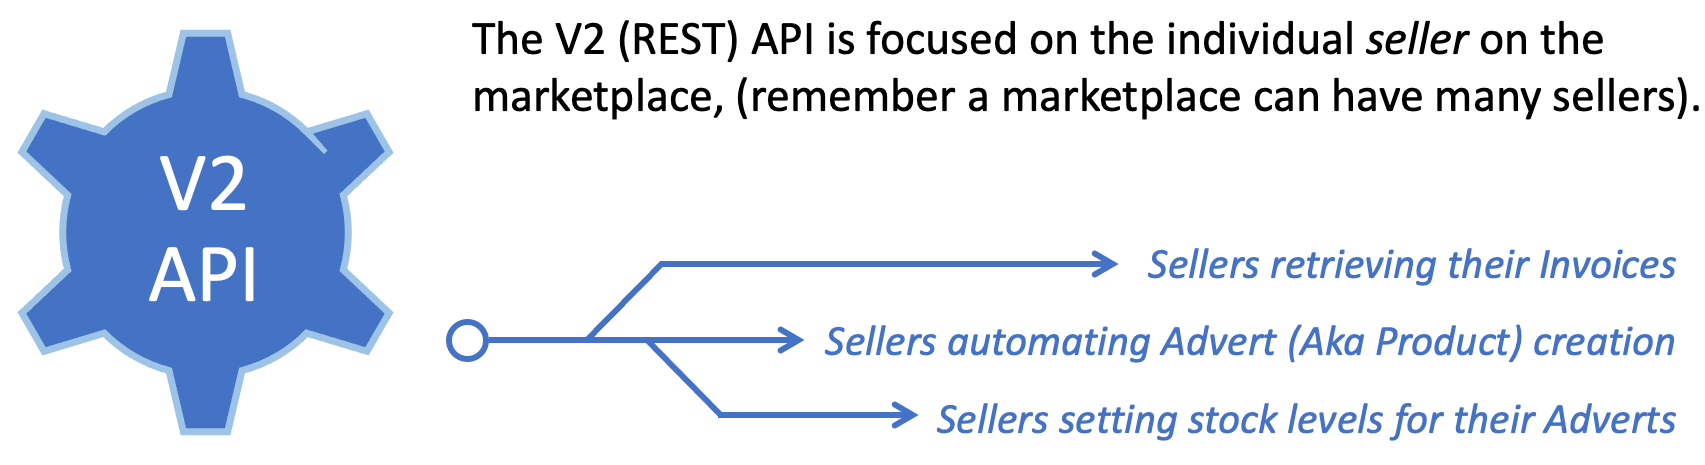 The V2 (REST) API is focused on the individual seller on the
marketplace, (remember a marketplace can have many sellers).
V2
API
Sellers retrieving their Invoices
Sellers automating Advert (Aka Product) creation
Sellers setting stock levels for their Adverts